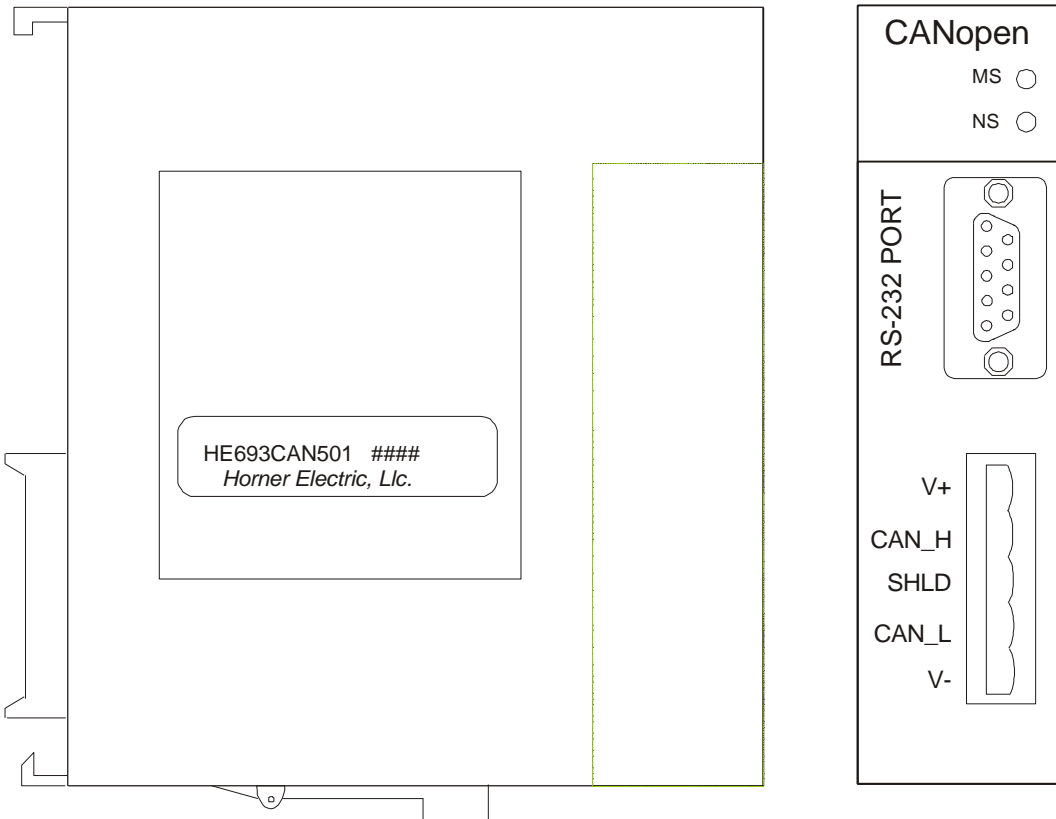 HE693CAN501 ####
Horner Electric, Llc.
CANopen
MS
NS
RS-232 PORT
V+
CAN_H
SHLD
CAN_L
V-